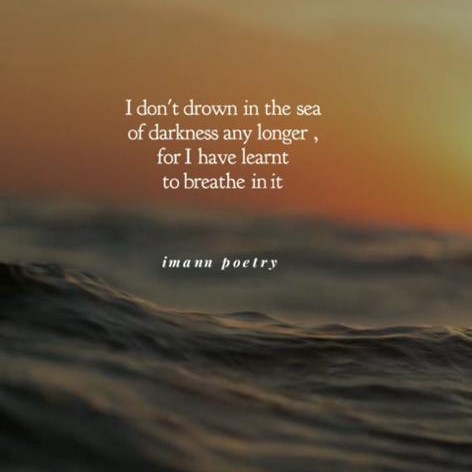 I don't drown in the sea
of darkness any longer ,
for I have learnt
to breathe in it
imann poetry